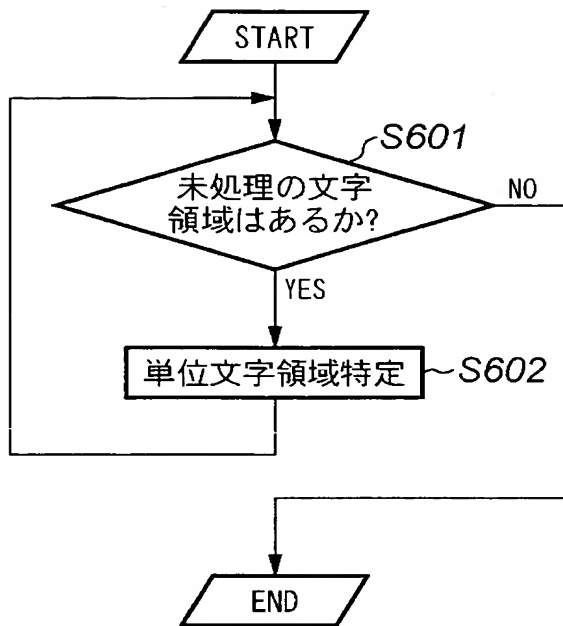 START
S601
未処理の文字
領域はあるか?
NO
YES
単位文字領域特定
S602
END